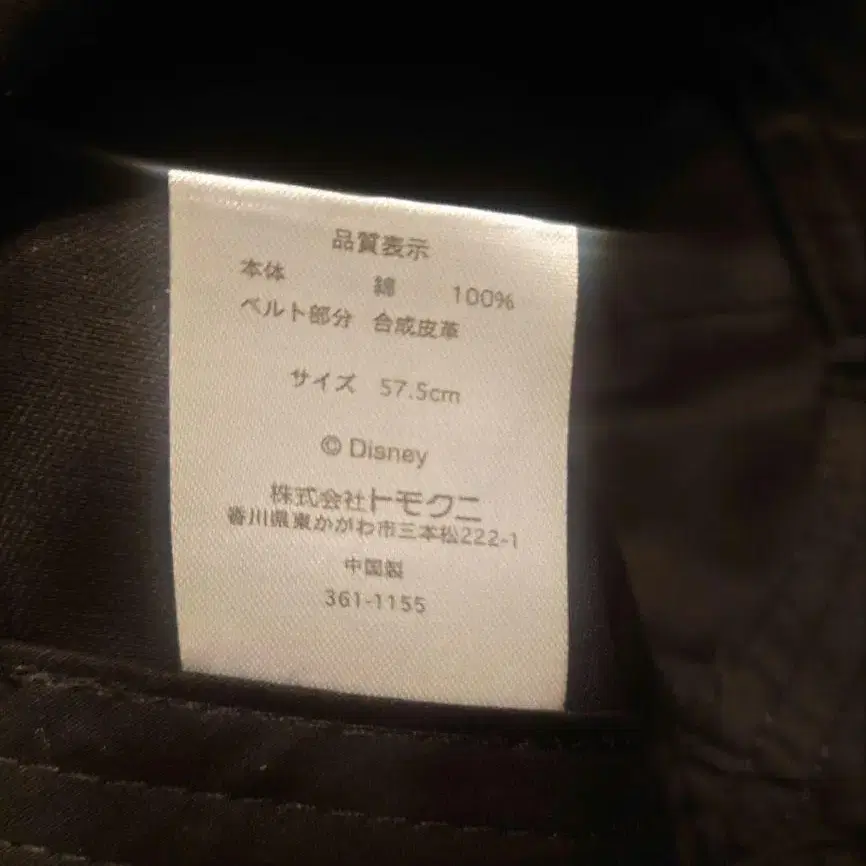 品質表示
本体 綿 100%
ベルト部分 合成皮革
サイズ 57.5cm
© Disney
株式会社トモクニ
香川県東かがわ市三本松222-1
中国製
361-1155